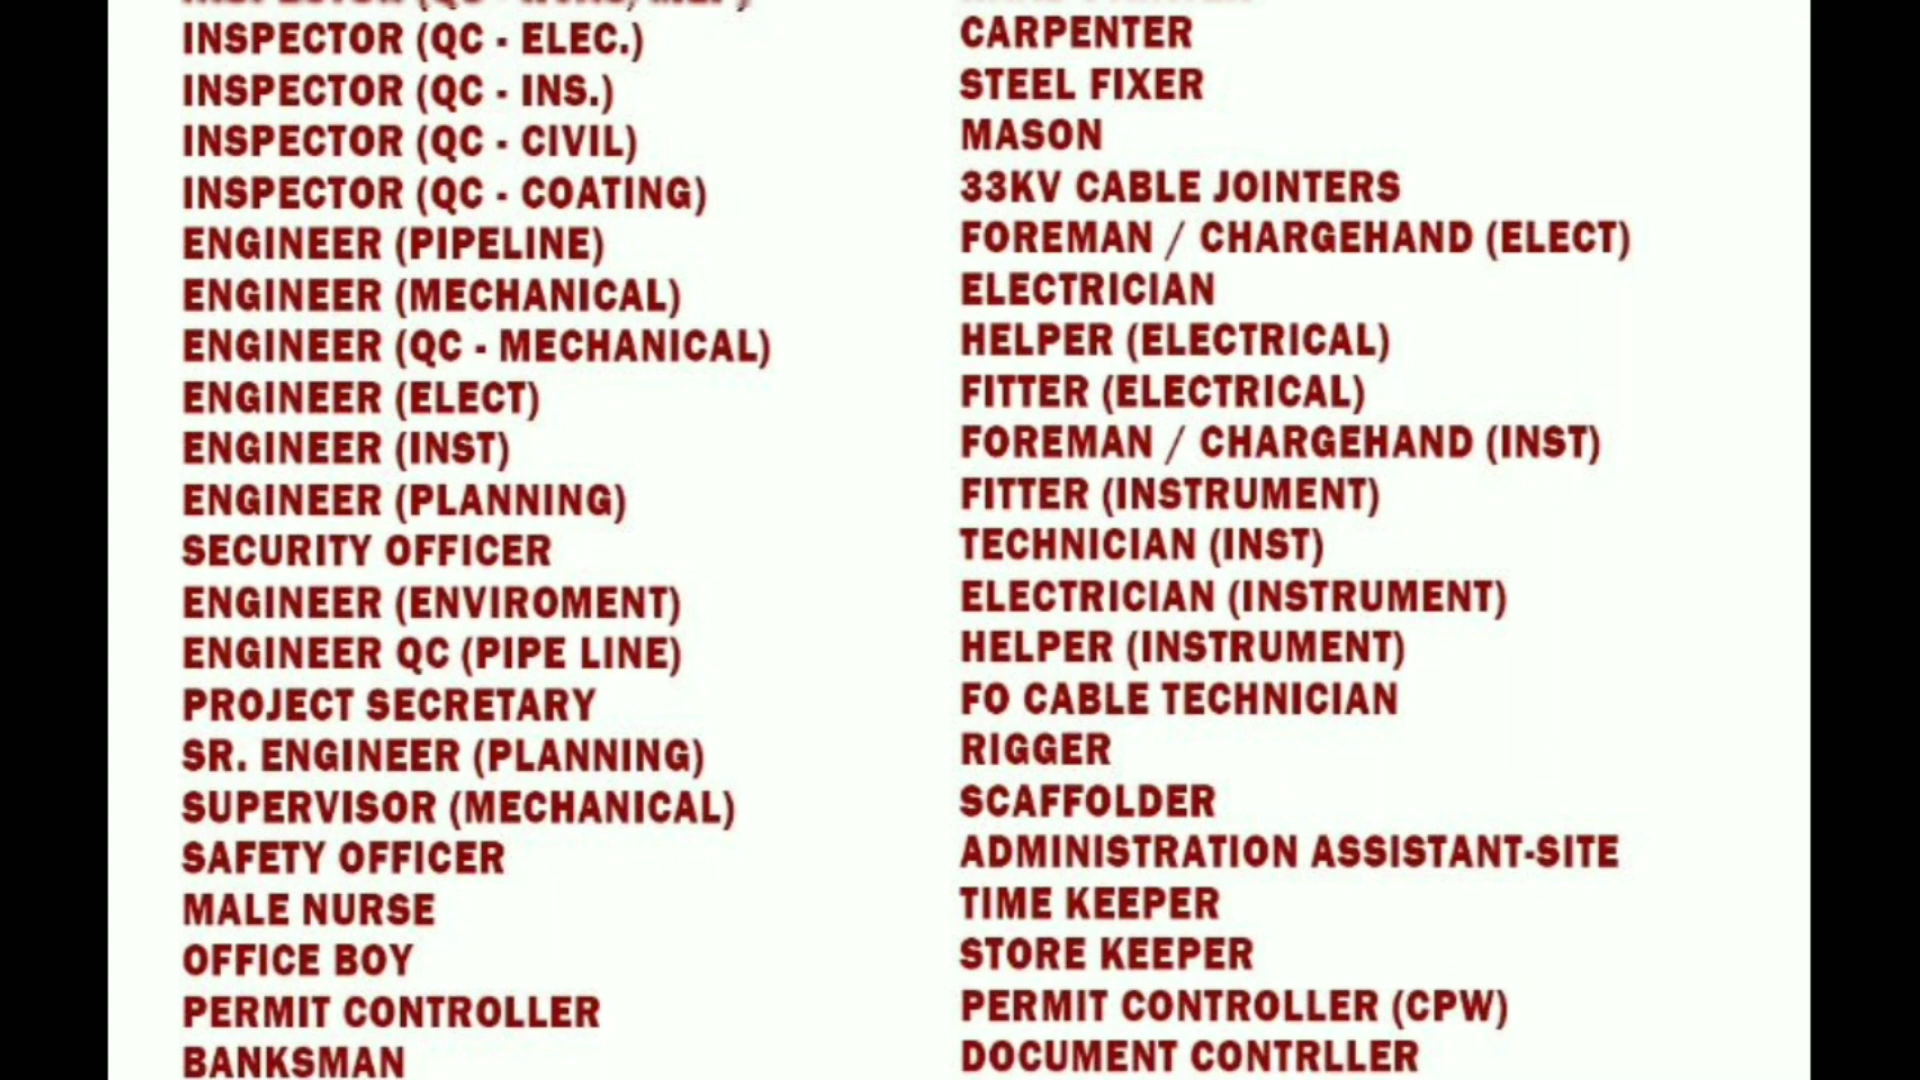 INSPECTOR (QC - ELEC.)
INSPECTOR (QC - INS.)
INSPECTOR (QC - CIVIL)
INSPECTOR (QC - COATING)
ENGINEER (PIPELINE)
ENGINEER (MECHANICAL)
ENGINEER (QC - MECHANICAL)
ENGINEER (ELECT)
ENGINEER (INST)
ENGINEER (PLANNING)
SECURITY OFFICER
ENGINEER (ENVIROMENT)
ENGINEER QC (PIPE LINE)
PROJECT SECRETARY
SR. ENGINEER (PLANNING)
SUPERVISOR (MECHANICAL)
SAFETY OFFICER
MALE NURSE
OFFICE BOY
PERMIT CONTROLLER
BANKSMAN
CARPENTER
STEEL FIXER
MASON
33KV CABLE JOINTERS
FOREMAN / CHARGEHAND (ELECT)
ELECTRICIAN
HELPER (ELECTRICAL)
FITTER (ELECTRICAL)
FOREMAN / CHARGEHAND (INST)
FITTER (INSTRUMENT)
TECHNICIAN (INST)
ELECTRICIAN (INSTRUMENT)
HELPER (INSTRUMENT)
FO CABLE TECHNICIAN
RIGGER
SCAFFOLDER
ADMINISTRATION ASSISTANT-SITE
TIME KEEPER
STORE KEEPER
PERMIT CONTROLLER (CPW)
DOCUMENT CONTRLLER